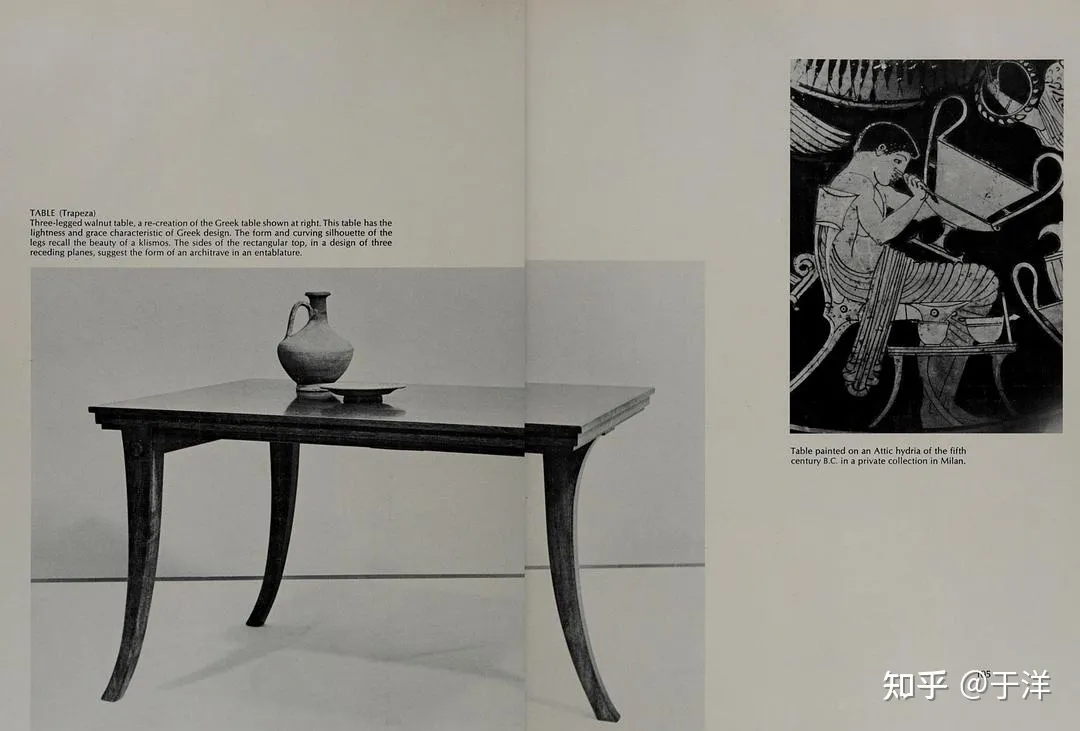 TABLE (Trapeza)
Three-legged walnut table, a re-creation of the Greek table shown at right. This table has the
lightness and grace characteristic of Greek design. The form and curving silhouette of the
legs recall the beauty of a klismos. The sides of the rectangular top, in a design of three
receding planes, suggest the form of an architrave in an entablature.
Table painted on an Attic hydria of the fifth
century B.C. in a private collection in Milan.
知乎 @于洋